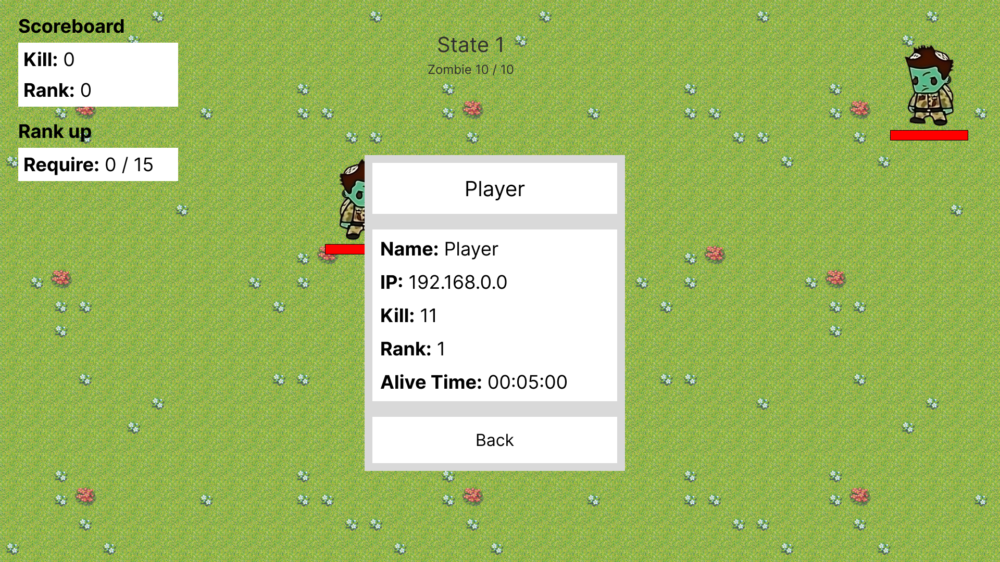 Scoreboard
Kill: 0
Rank: 0
Rank up
Require: 0 / 15
State 1
Zombie 10 / 10
Player
Name: Player
IP: 192.168.0.0
Kill: 11
Rank: 1
Alive Time: 00:05:00
Back